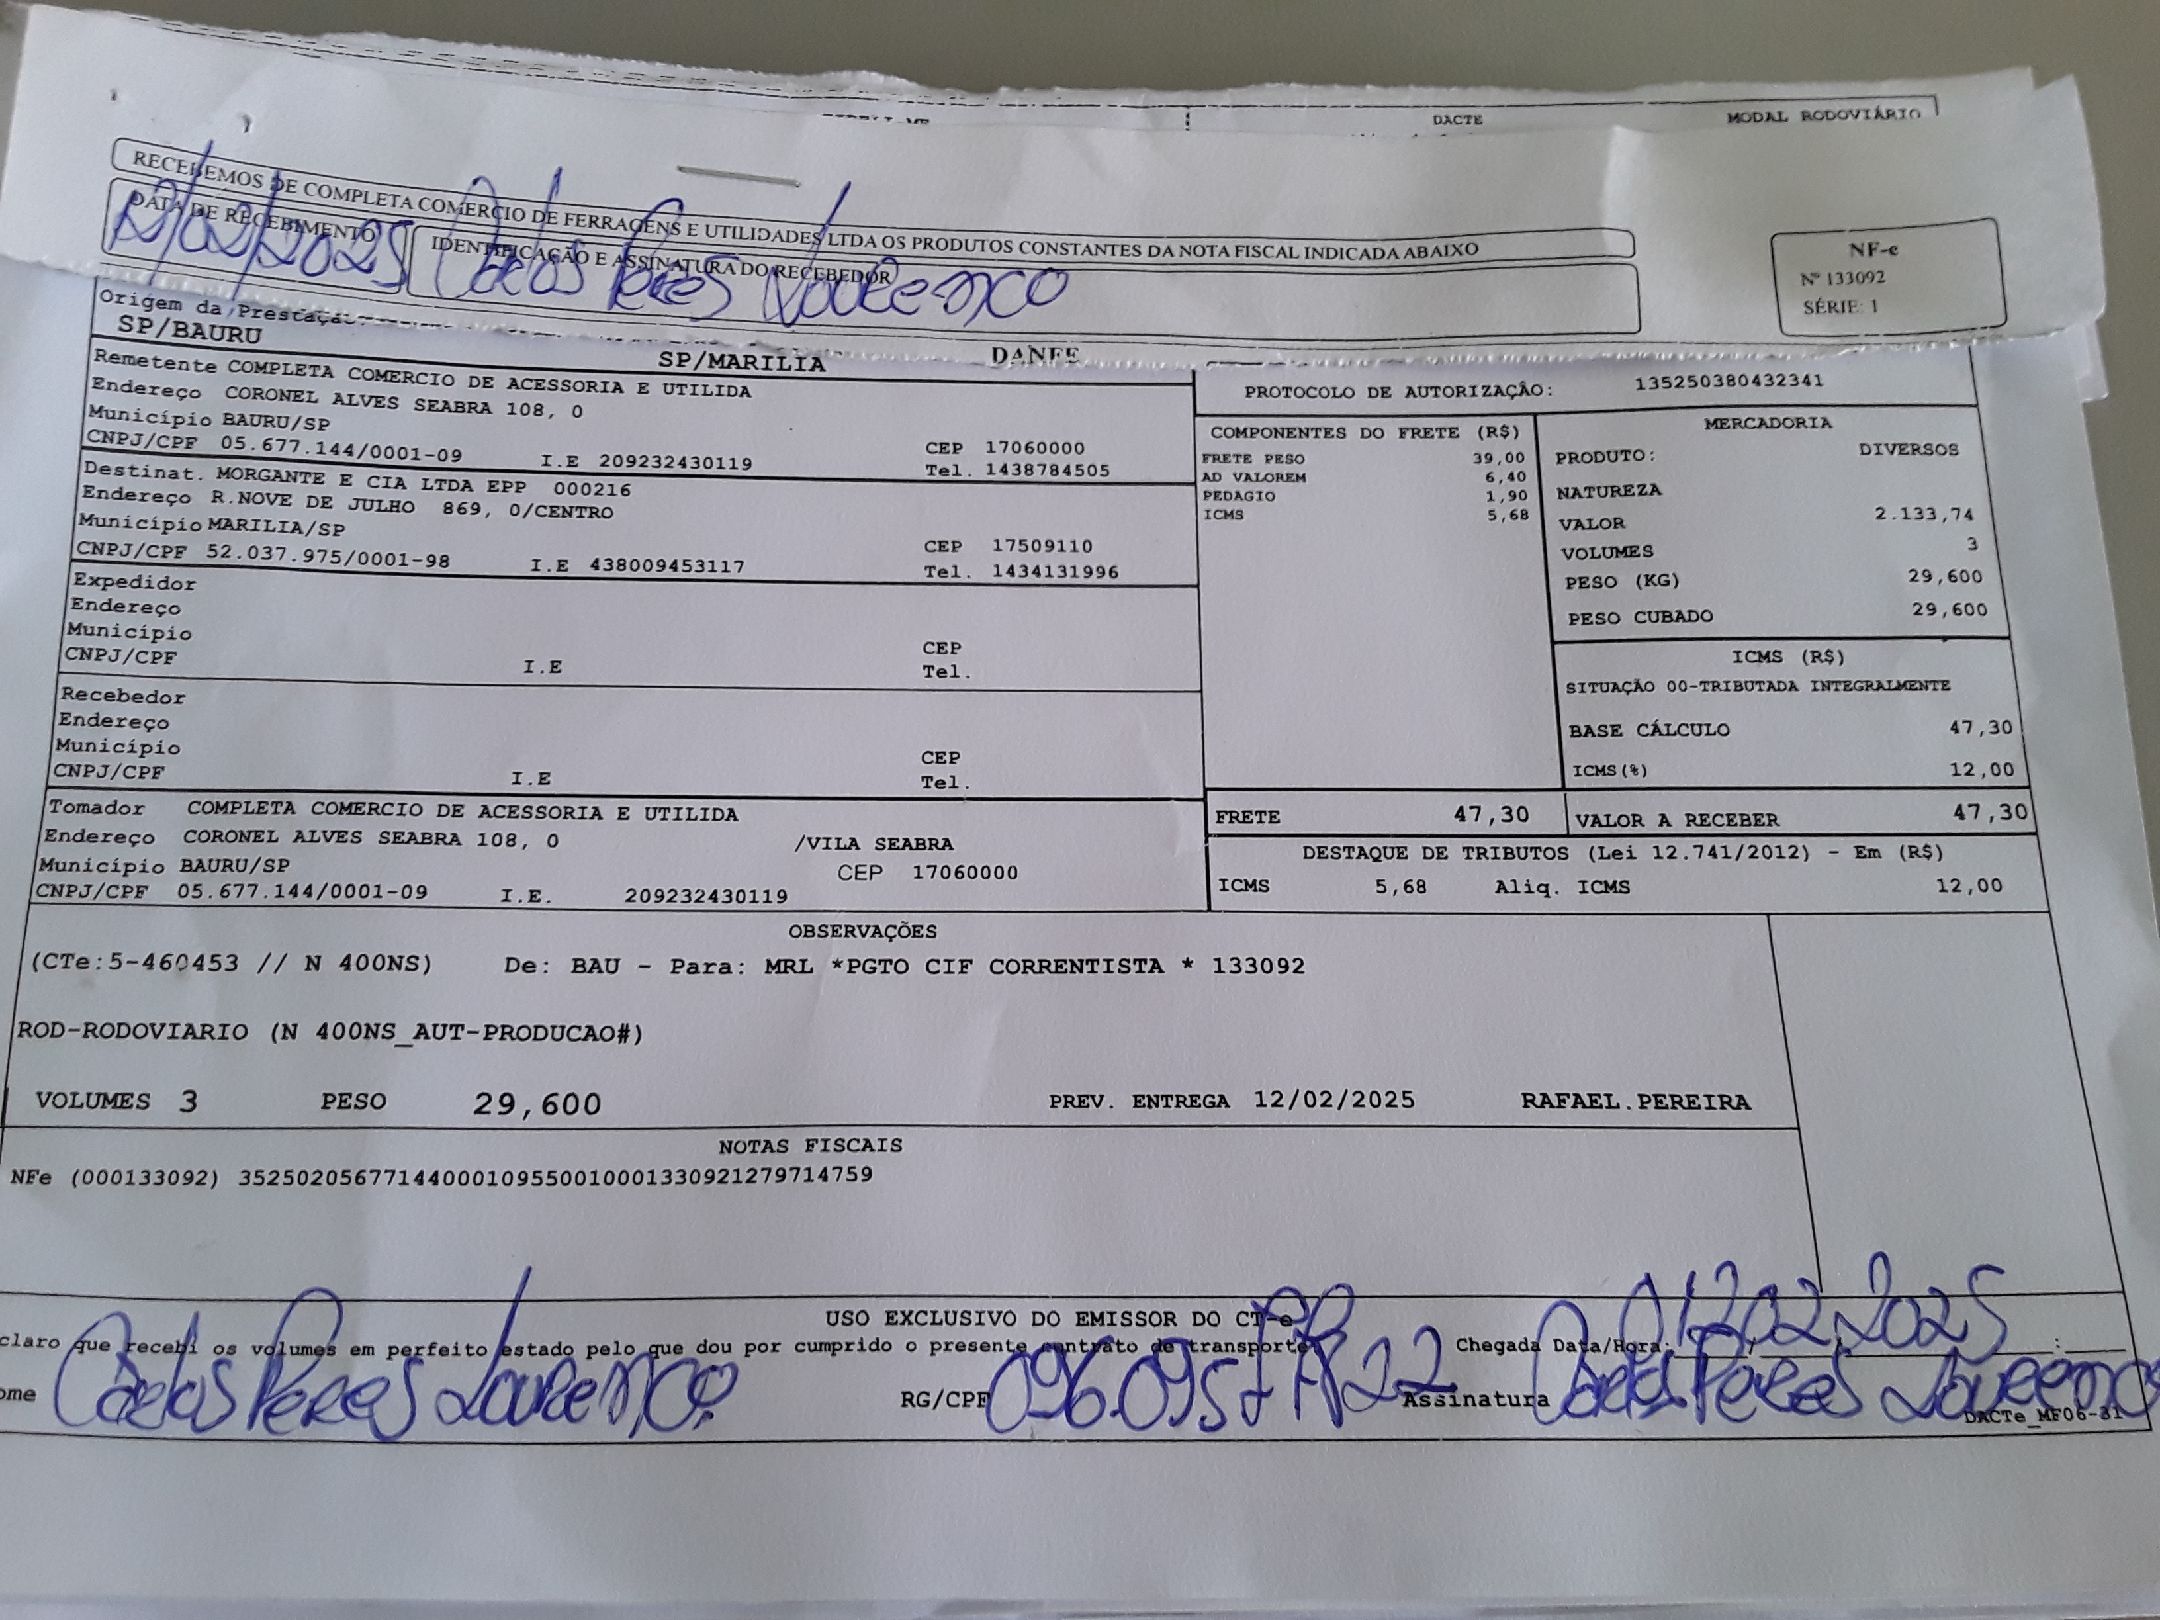 DACTE MODAL RODOVIÁRIO
RECEBEMOS DE COMPLETA COMERCIO DE FERRAGENS E UTILIDADES LTDA OS PRODUTOS CONSTANTES DA NOTA FISCAL INDICADA ABAIXO
DATA DE RECEBIMENTO
12/02/2025
IDENTIFICAÇÃO E ASSINATURA DO RECEBEDOR
Carlos Peres Lourenço
NF-e
Nº 133092
SÉRIE: 1
Origem da Prestação
SP/BAURU
SP/MARILIA
DANFE
Remetente COMPLETA COMERCIO DE ACESSORIA E UTILIDA
Endereço CORONEL ALVES SEABRA 108, 0
Município BAURU/SP
CEP 17060000
CNPJ/CPF 05.677.144/0001-09 I.E 209232430119 Tel. 1438784505
Destinat. MORGANTE E CIA LTDA EPP 000216
Endereço R.NOVE DE JULHO 869, 0/CENTRO
Município MARILIA/SP
CEP 17509110
CNPJ/CPF 52.037.975/0001-98 I.E 438009453117 Tel. 1434131996
Expedidor
Endereço
Município
CEP
CNPJ/CPF I.E Tel.
Recebedor
Endereço
Município
CEP
CNPJ/CPF I.E Tel.
Tomador COMPLETA COMERCIO DE ACESSORIA E UTILIDA
Endereço CORONEL ALVES SEABRA 108, 0 /VILA SEABRA
Município BAURU/SP CEP 17060000
CNPJ/CPF 05.677.144/0001-09 I.E. 209232430119
PROTOCOLO DE AUTORIZAÇÃO: 135250380432341
COMPONENTES DO FRETE (R$)
FRETE PESO 39,00
AD VALOREM 6,40
PEDAGIO 1,90
ICMS 5,68
MERCADORIA
PRODUTO: DIVERSOS
NATUREZA
VALOR 2.133,74
VOLUMES 3
PESO (KG) 29,600
PESO CUBADO 29,600
ICMS (R$)
SITUAÇÃO 00-TRIBUTADA INTEGRALMENTE
BASE CÁLCULO 47,30
ICMS(%) 12,00
FRETE 47,30 VALOR A RECEBER 47,30
DESTAQUE DE TRIBUTOS (Lei 12.741/2012) - Em (R$)
ICMS 5,68 Aliq. ICMS 12,00
OBSERVAÇÕES
(CTe:5-460453 // N 400NS) De: BAU - Para: MRL *PGTO CIF CORRENTISTA * 133092
ROD-RODOVIARIO (N 400NS_AUT-PRODUCAO#)
VOLUMES 3 PESO 29,600 PREV. ENTREGA 12/02/2025 RAFAEL.PEREIRA
NOTAS FISCAIS
NFe (000133092) 35250205677144000109550010001330921279714759
USO EXCLUSIVO DO EMISSOR DO CT-e
claro que recebi os volumes em perfeito estado pelo que dou por cumprido o presente contrato de transporte Chegada Data/Hora: 12 02 2025
ome Carlos Peres Lourenço RG/CPF Assinatura Carlos Peres Lourenço
DACTe_MF06-31